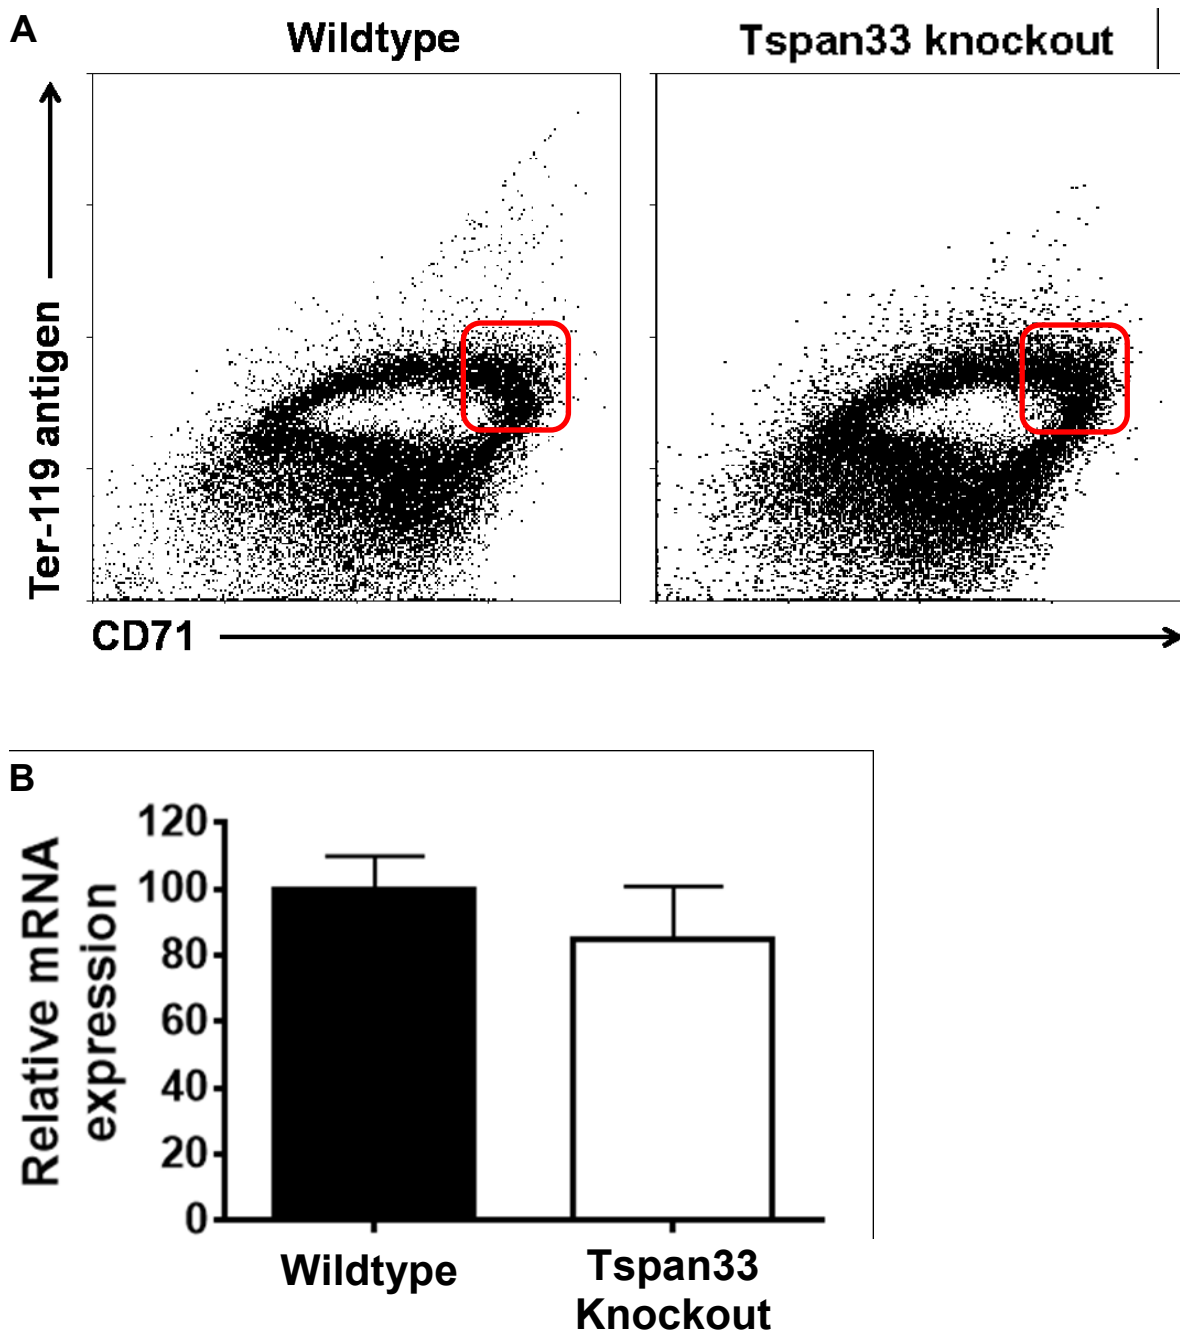 A
Wildtype
Tspan33 knockout
Ter-119 antigen
CD71
B
Relative mRNA
expression
120
100
80
60
40
20
0
Wildtype
Tspan33
Knockout